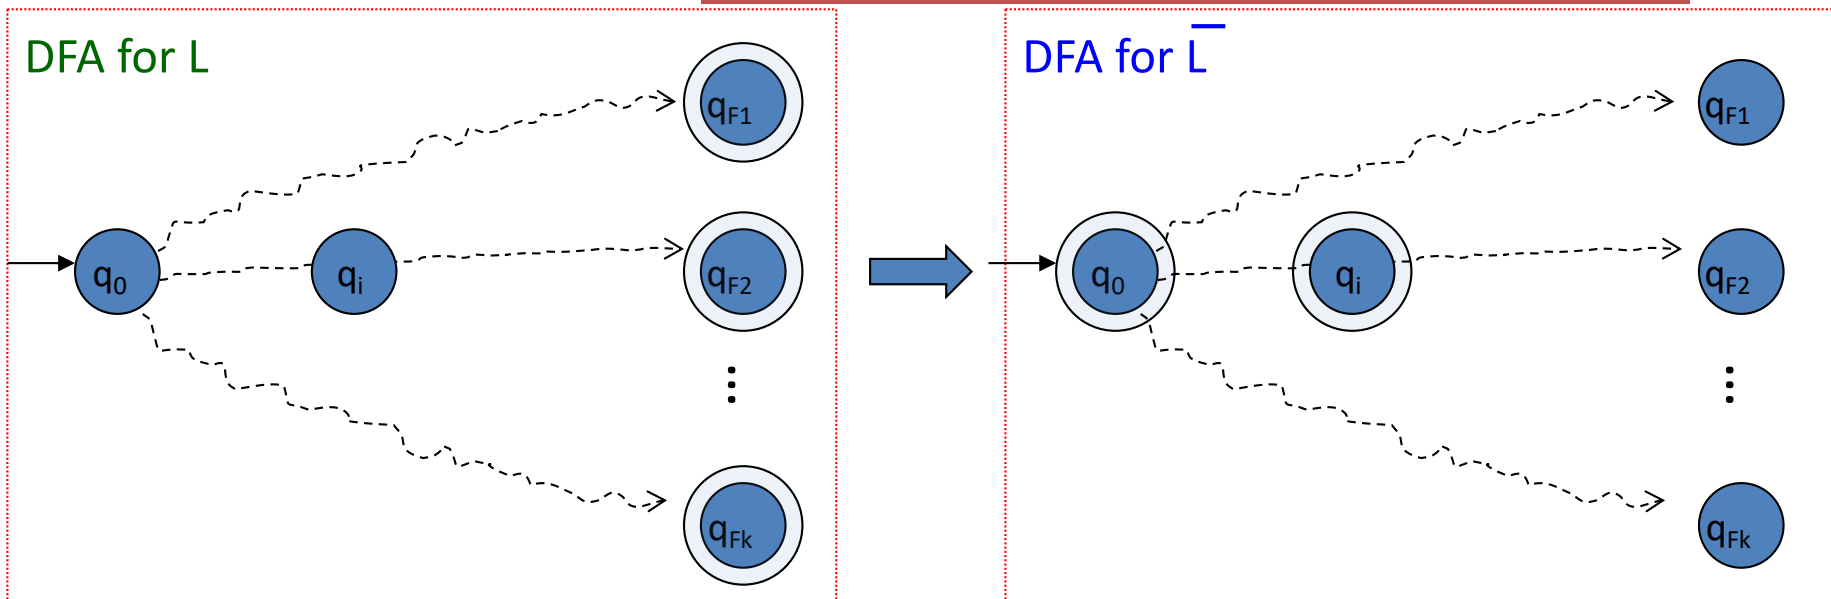 DFA for L
q0
qi
qF1
qF2
⋮
qFk
DFA for L̅
q0
qi
qF1
qF2
⋮
qFk